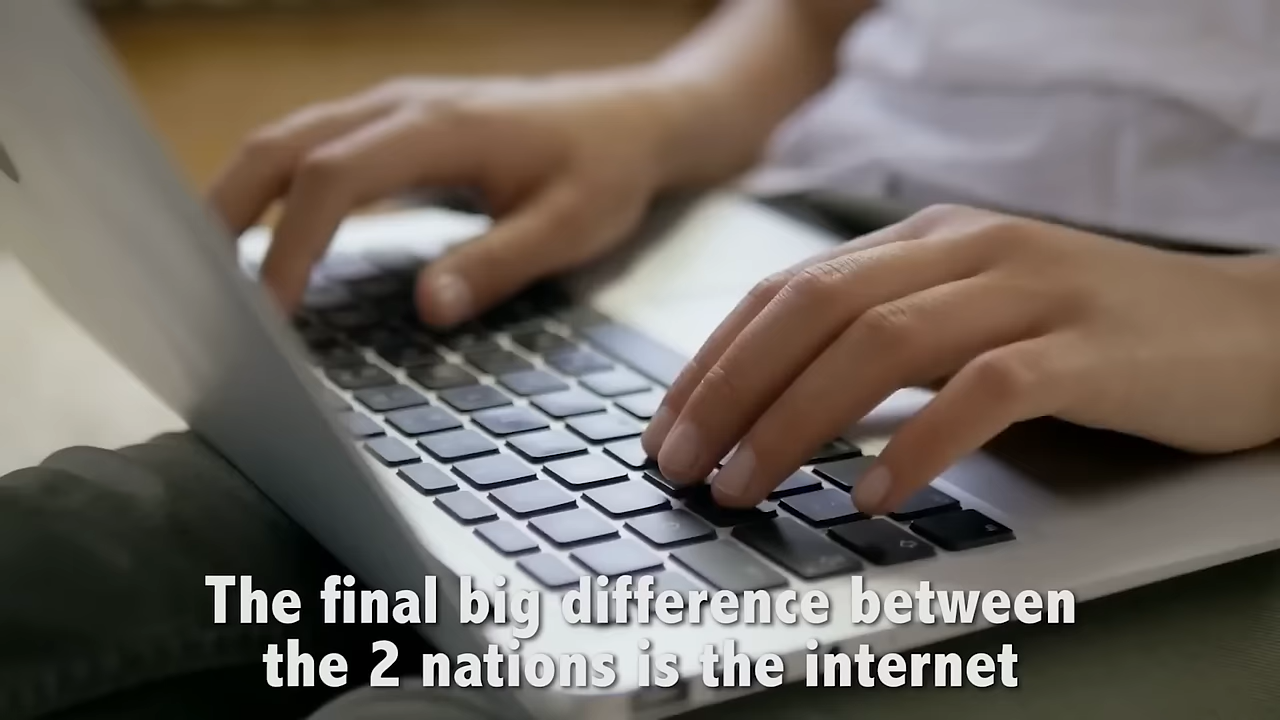 The final big difference between
the 2 nations is the internet